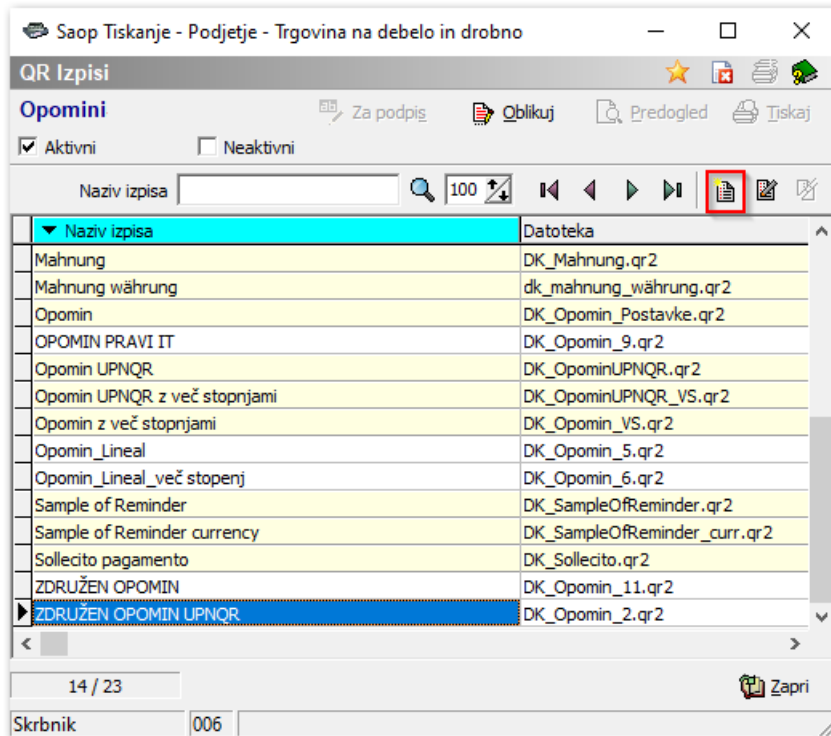 Saop Tiskanje - Podjetje - Trgovina na debelo in drobno
QR Izpisi
Opomini Za podpis Oblikuj Predogled Tiskaj
Aktivni Neaktivni
Naziv izpisa 100
Naziv izpisa Datoteka
Mahnung DK_Mahnung.qr2
Mahnung währung dk_mahnung_währung.qr2
Opomin DK_Opomin_Postavke.qr2
OPOMIN PRAVI IT DK_Opomin_9.qr2
Opomin UPNQR DK_OpominUPNQR.qr2
Opomin UPNQR z več stopnjami DK_OpominUPNQR_VS.qr2
Opomin z več stopnjami DK_Opomin_VS.qr2
Opomin_Lineal DK_Opomin_5.qr2
Opomin_Lineal_več stopenj DK_Opomin_6.qr2
Sample of Reminder DK_SampleOfReminder.qr2
Sample of Reminder currency DK_SampleOfReminder_curr.qr2
Sollecito pagamento DK_Sollecito.qr2
ZDRUŽEN OPOMIN DK_Opomin_11.qr2
ZDRUŽEN OPOMIN UPNQR DK_Opomin_2.qr2
14 / 23 Zapri
Skrbnik 006